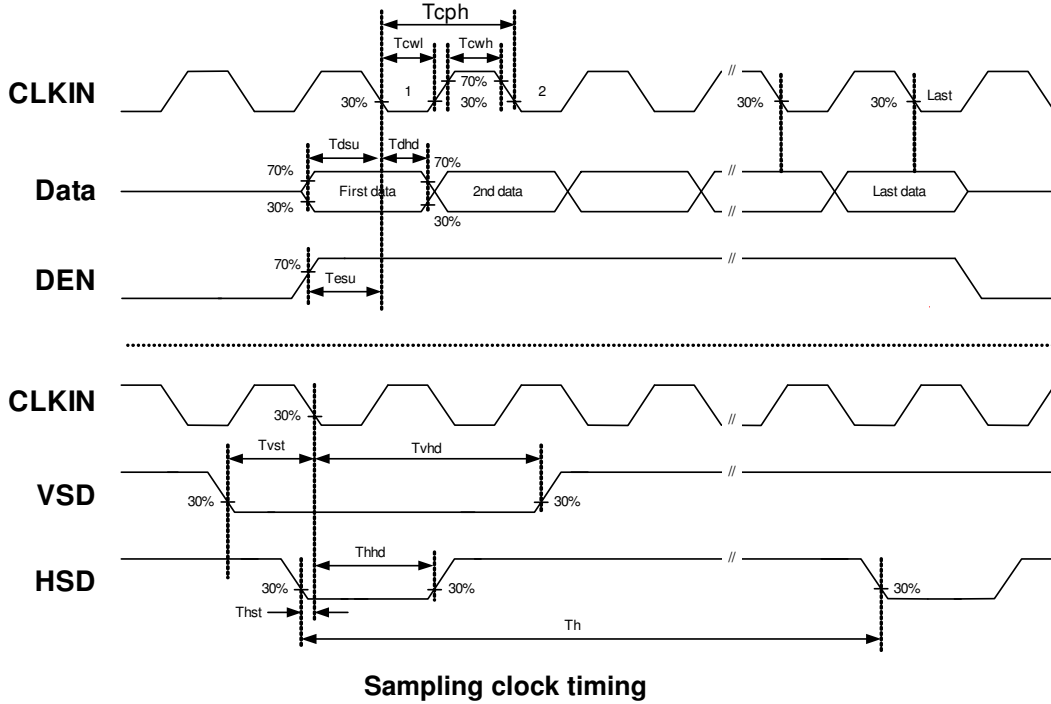 Tcph
Tcwl Tcwh
CLKIN 30% 1 70% 30% 2 // 30% 30% Last
Tdsu Tdhd
70% 70% //
Data First data 2nd data Last data
30% 30% //
DEN 70% //
Tesu
CLKIN 30% //
Tvst Tvhd
VSD 30% 30% //
Thhd
HSD 30% 30% // 30%
Thst
Th
Sampling clock timing